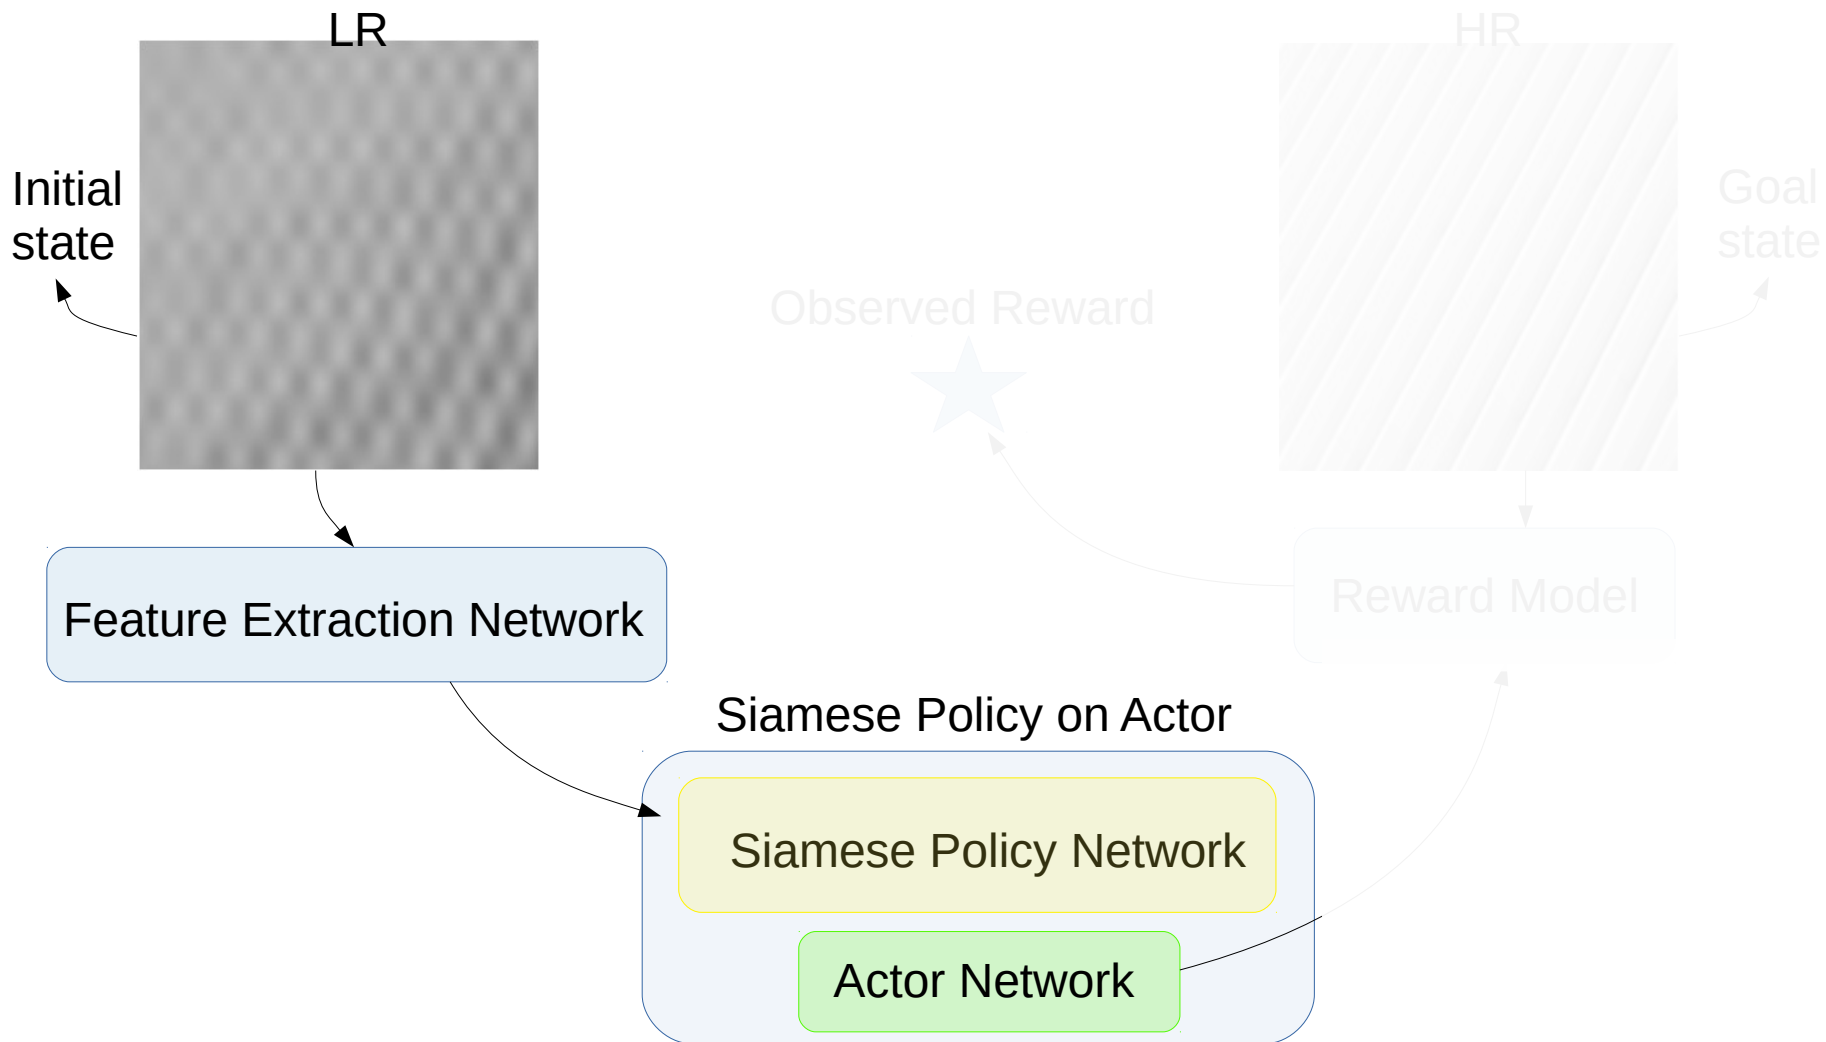 LR
HR
Initial
state
Goal
state
Observed Reward
Feature Extraction Network
Reward Model
Siamese Policy on Actor
Siamese Policy Network
Actor Network